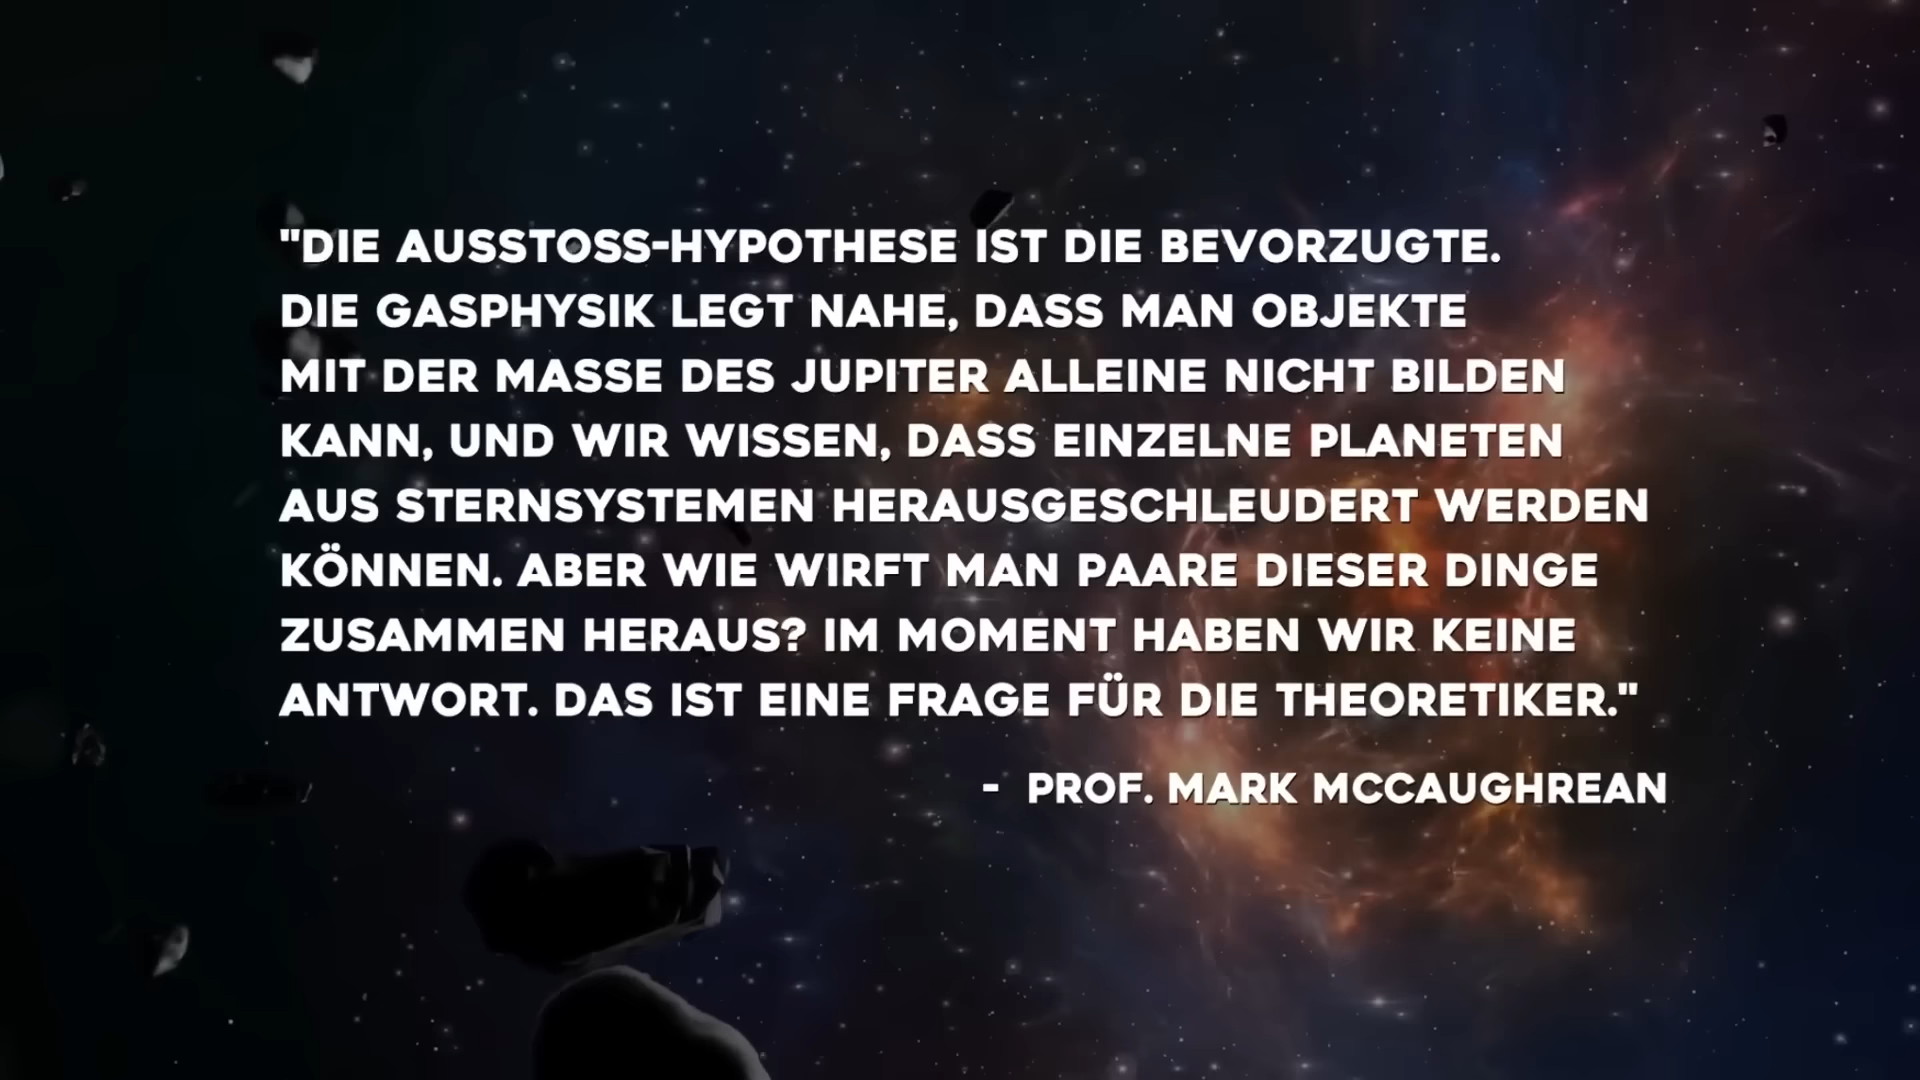 "DIE AUSSTOSS-HYPOTHESE IST DIE BEVORZUGTE.
DIE GASPHYSIK LEGT NAHE, DASS MAN OBJEKTE
MIT DER MASSE DES JUPITER ALLEINE NICHT BILDEN
KANN, UND WIR WISSEN, DASS EINZELNE PLANETEN
AUS STERNSYSTEMEN HERAUSGESCHLEUDERT WERDEN
KÖNNEN. ABER WIE WIRFT MAN PAARE DIESER DINGE
ZUSAMMEN HERAUS? IM MOMENT HABEN WIR KEINE
ANTWORT. DAS IST EINE FRAGE FÜR DIE THEORETIKER."
- PROF. MARK MCCAUGHREAN